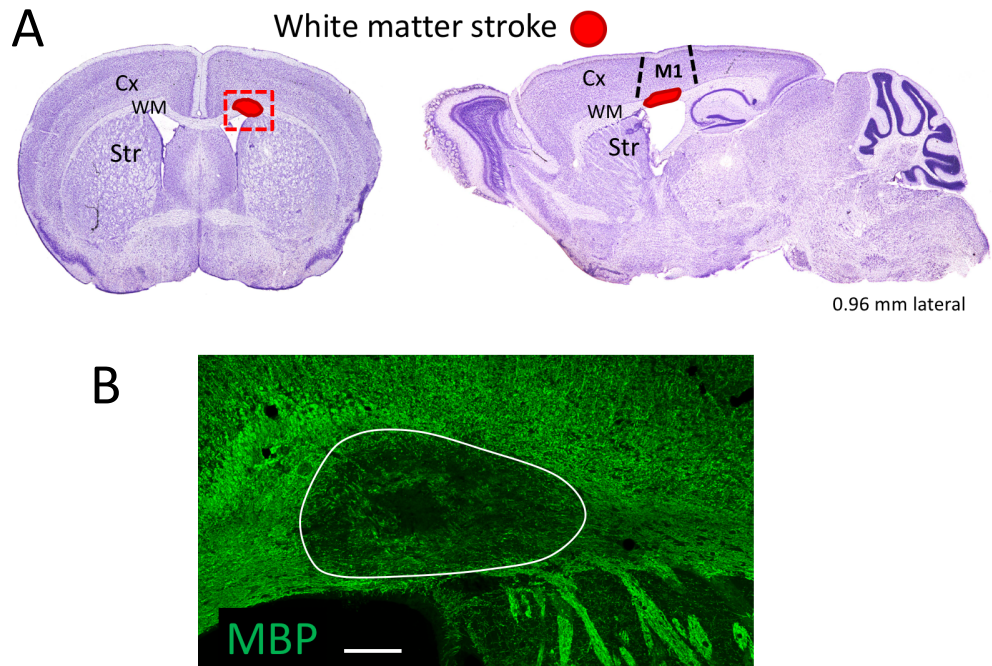 A
White matter stroke
Cx
WM
Str
Cx
M1
WM
Str
0.96 mm lateral
B
MBP